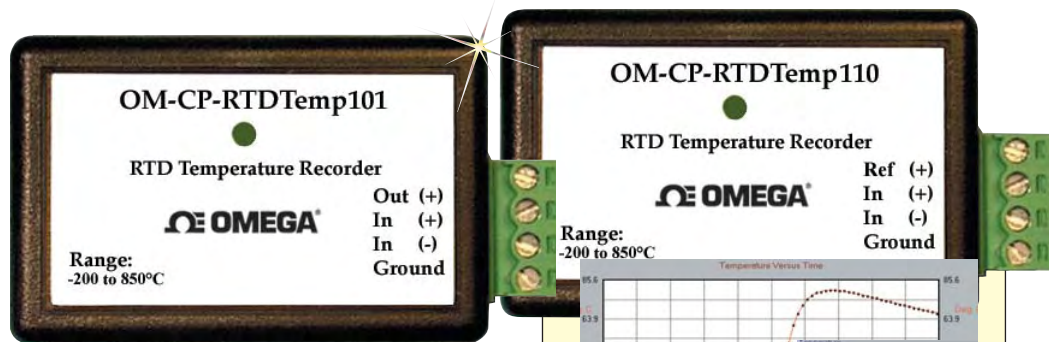 OM-CP-RTDTemp101
RTD Temperature Recorder
Out (+)
In (+)
In (-)
Ground
OMEGA®
Range:
-200 to 850°C
OM-CP-RTDTemp110
RTD Temperature Recorder
Ref (+)
In (+)
In (-)
Ground
OMEGA®
Range:
-200 to 850°C
Temperature Versus Time
85.6
85.6
C
Deg
63.9
63.9